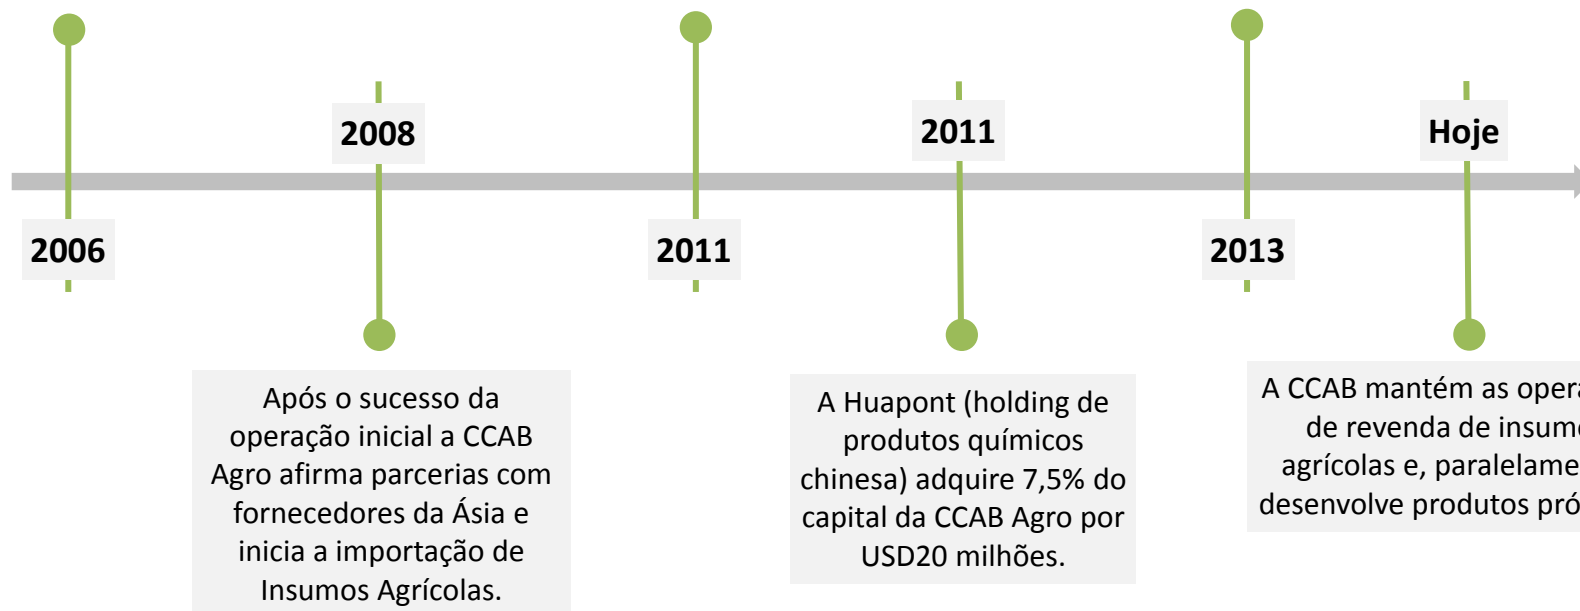 2008
2011
Hoje
2006
2011
2013
Após o sucesso da
operação inicial a CCAB
Agro afirma parcerias com
fornecedores da Ásia e
inicia a importação de
Insumos Agrícolas.
A Huapont (holding de
produtos químicos
chinesa) adquire 7,5% do
capital da CCAB Agro por
USD20 milhões.
A CCAB mantém as
de revenda de
agrícolas e,
desenvolve produtos